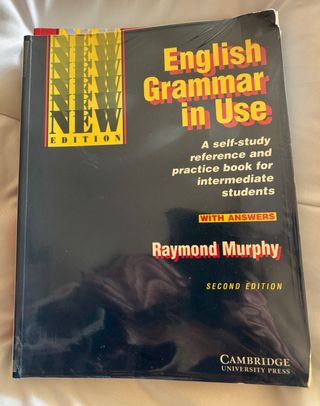 NEW
NEW
NEW
NEW
NEW
NEW
EDITION
English
Grammar
in Use
A self-study
reference and
practice book for
intermediate
students
WITH ANSWERS
Raymond Murphy
SECOND EDITION
CAMBRIDGE
UNIVERSITY PRESS